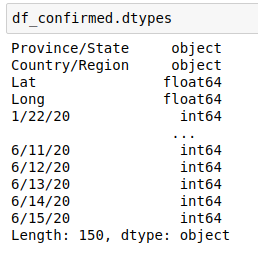 df_confirmed.dtypes
Province/State     object
Country/Region     object
Lat               float64
Long              float64
1/22/20             int64
                   ...
6/11/20             int64
6/12/20             int64
6/13/20             int64
6/14/20             int64
6/15/20             int64
Length: 150, dtype: object